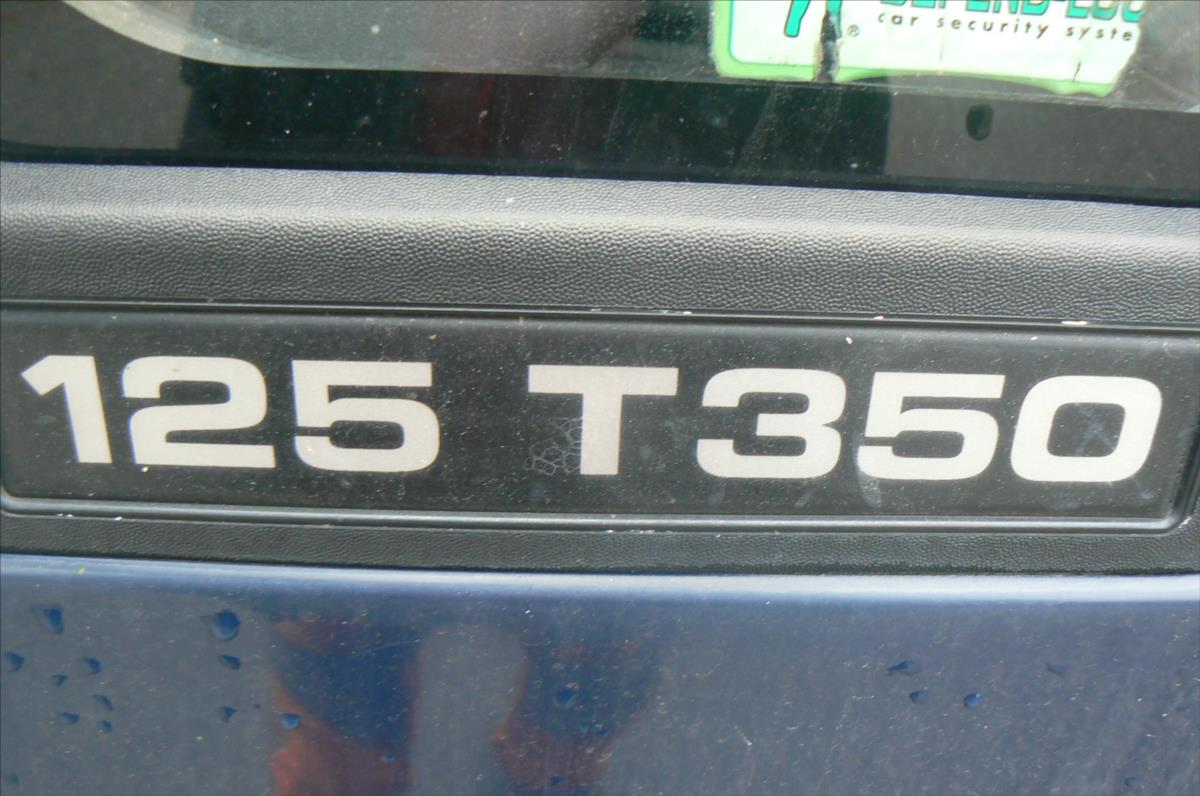 ®
car security syste
125 T350